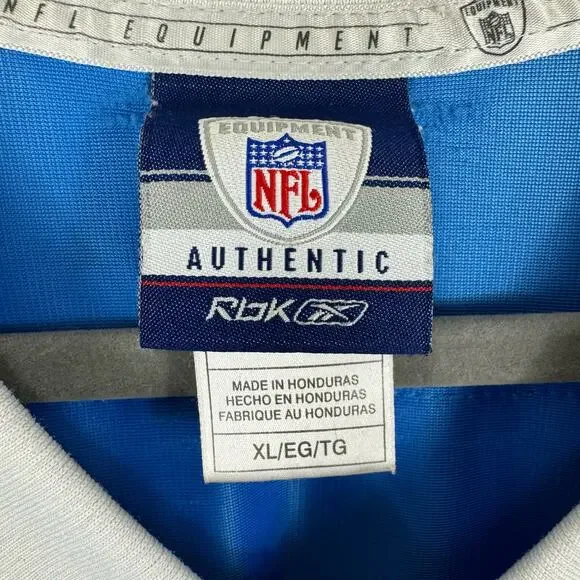 NFL EQUIPMENT NFL
EQUIPMENT
NFL
AUTHENTIC
RbK
MADE IN HONDURAS
HECHO EN HONDURAS
FABRIQUE AU HONDURAS
XL/EG/TG